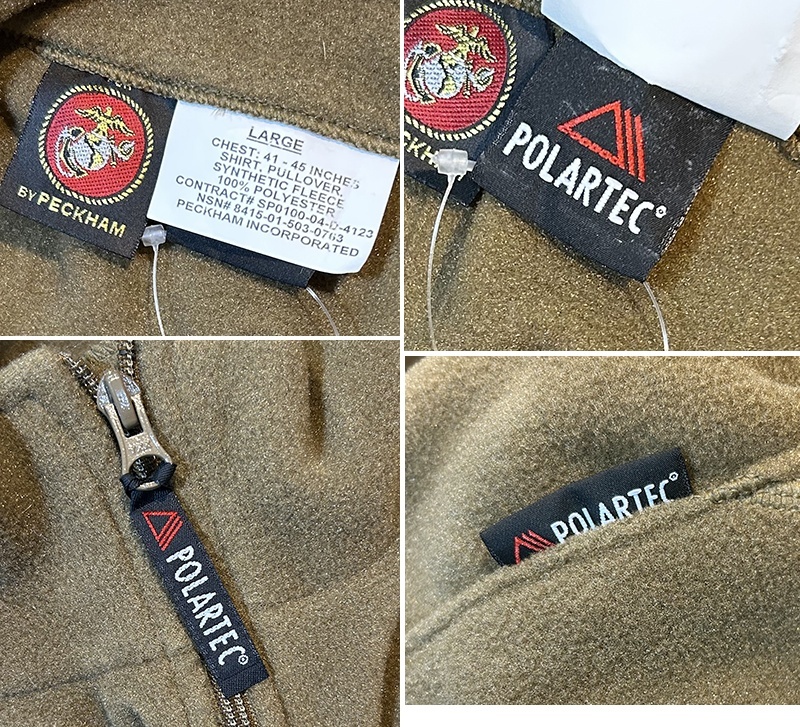 BY PECKHAM
LARGE
CHEST: 41 - 45 INCHES
SHIRT, PULLOVER,
SYNTHETIC FLEECE
100% POLYESTER
CONTRACT# SP0100-04-D-4123
NSN# 8415-01-503-0763
PECKHAM INCORPORATED
POLARTEC®
POLARTEC®
POLARTEC®